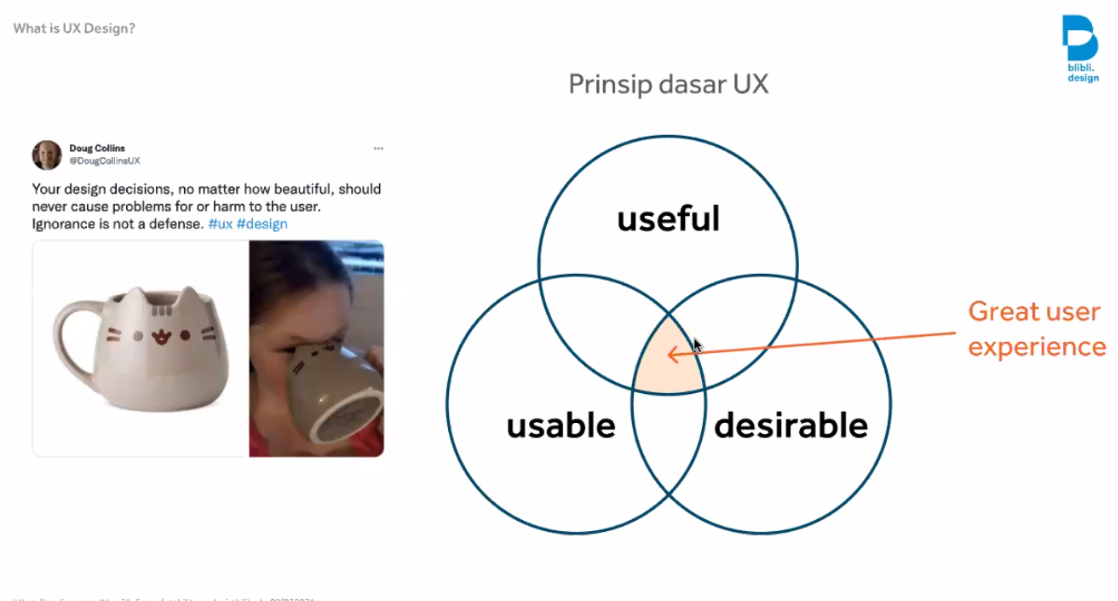 What is UX Design?
blibli.
design
Prinsip dasar UX
Doug Collins
@DougCollinsUX
Your design decisions, no matter how beautiful, should
never cause problems for or harm to the user.
Ignorance is not a defense. #ux #design
useful
usable
desirable
Great user
experience